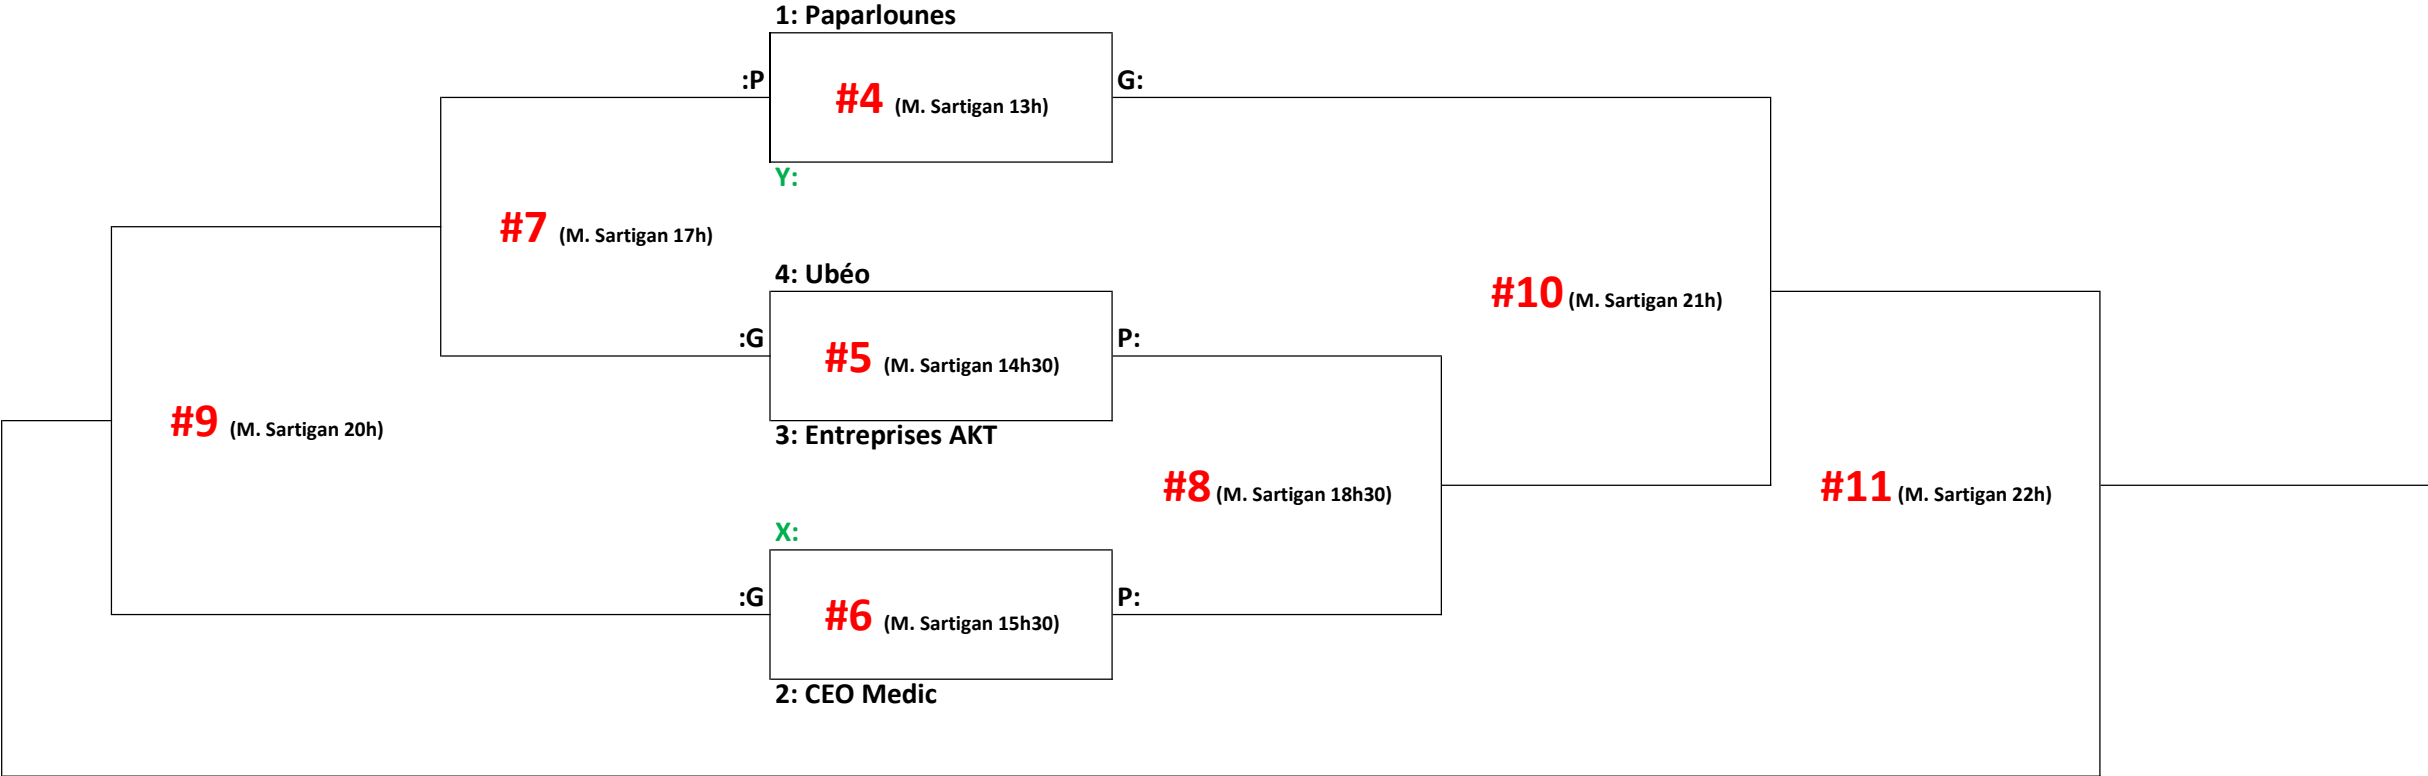 1: Paparlounes
:P
#4 (M. Sartigan 13h)
G:
Y:
#7 (M. Sartigan 17h)
4: Ubéo
#10 (M. Sartigan 21h)
:G
#5 (M. Sartigan 14h30)
P:
#9 (M. Sartigan 20h)
3: Entreprises AKT
#8 (M. Sartigan 18h30)
#11 (M. Sartigan 22h)
X:
:G
#6 (M. Sartigan 15h30)
P:
2: CEO Medic